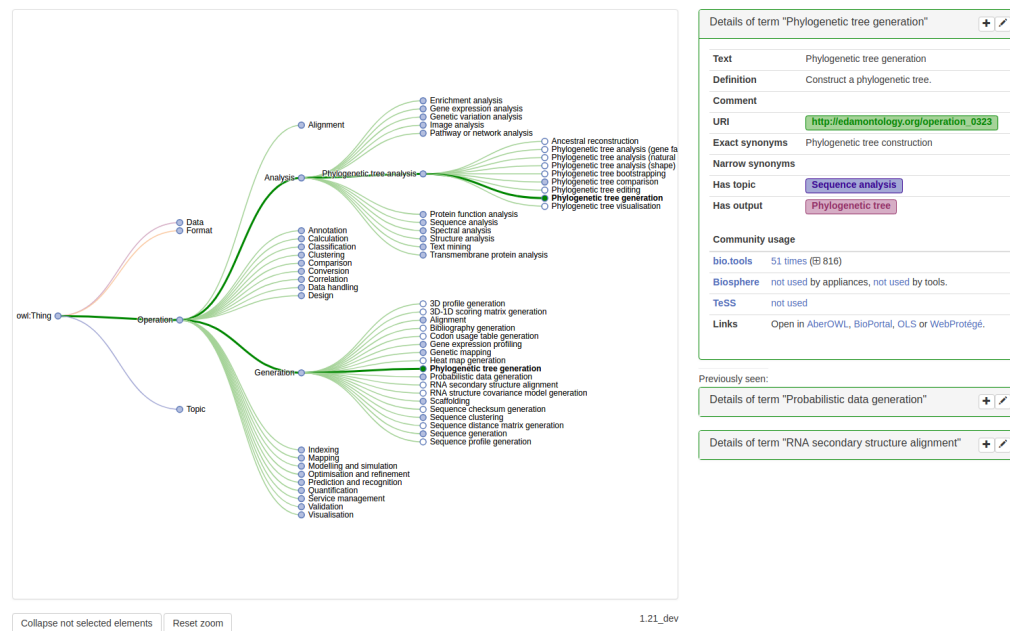 Enrichment analysis
Gene expression analysis
Genetic variation analysis
Image analysis
Pathway or network analysis
Alignment
Ancestral reconstruction
Phylogenetic tree analysis (gene fa
Phylogenetic tree analysis (natural
Phylogenetic tree analysis (shape)
Phylogenetic tree bootstrapping
Phylogenetic tree comparison
Phylogenetic tree editing
Phylogenetic tree generation
Phylogenetic tree visualisation
Analysis
Phylogenetic tree analysis
Protein function analysis
Sequence analysis
Spectral analysis
Structure analysis
Text mining
Transmembrane protein analysis
Data
Format
Annotation
Calculation
Classification
Clustering
Comparison
Conversion
Correlation
Data handling
Design
owl:Thing
Operation
3D profile generation
3D-1D scoring matrix generation
Alignment
Bibliography generation
Codon usage table generation
Gene expression profiling
Genetic mapping
Heat map generation
Phylogenetic tree generation
Probabilistic data generation
RNA secondary structure alignment
RNA structure covariance model generation
Scaffolding
Sequence checksum generation
Sequence clustering
Sequence distance matrix generation
Sequence generation
Sequence profile generation
Generation
Topic
Indexing
Mapping
Modelling and simulation
Optimisation and refinement
Prediction and recognition
Quantification
Service management
Validation
Visualisation
Collapse not selected elements
Reset zoom
1.21_dev
Details of term "Phylogenetic tree generation"
Text Phylogenetic tree generation
Definition Construct a phylogenetic tree.
Comment
URI http://edamontology.org/operation_0323
Exact synonyms Phylogenetic tree construction
Narrow synonyms
Has topic Sequence analysis
Has output Phylogenetic tree
Community usage
bio.tools 51 times (⊞ 816)
Biosphere not used by appliances, not used by tools.
TeSS not used
Links Open in AberOWL, BioPortal, OLS or WebProtégé.
Previously seen:
Details of term "Probabilistic data generation"
Details of term "RNA secondary structure alignment"